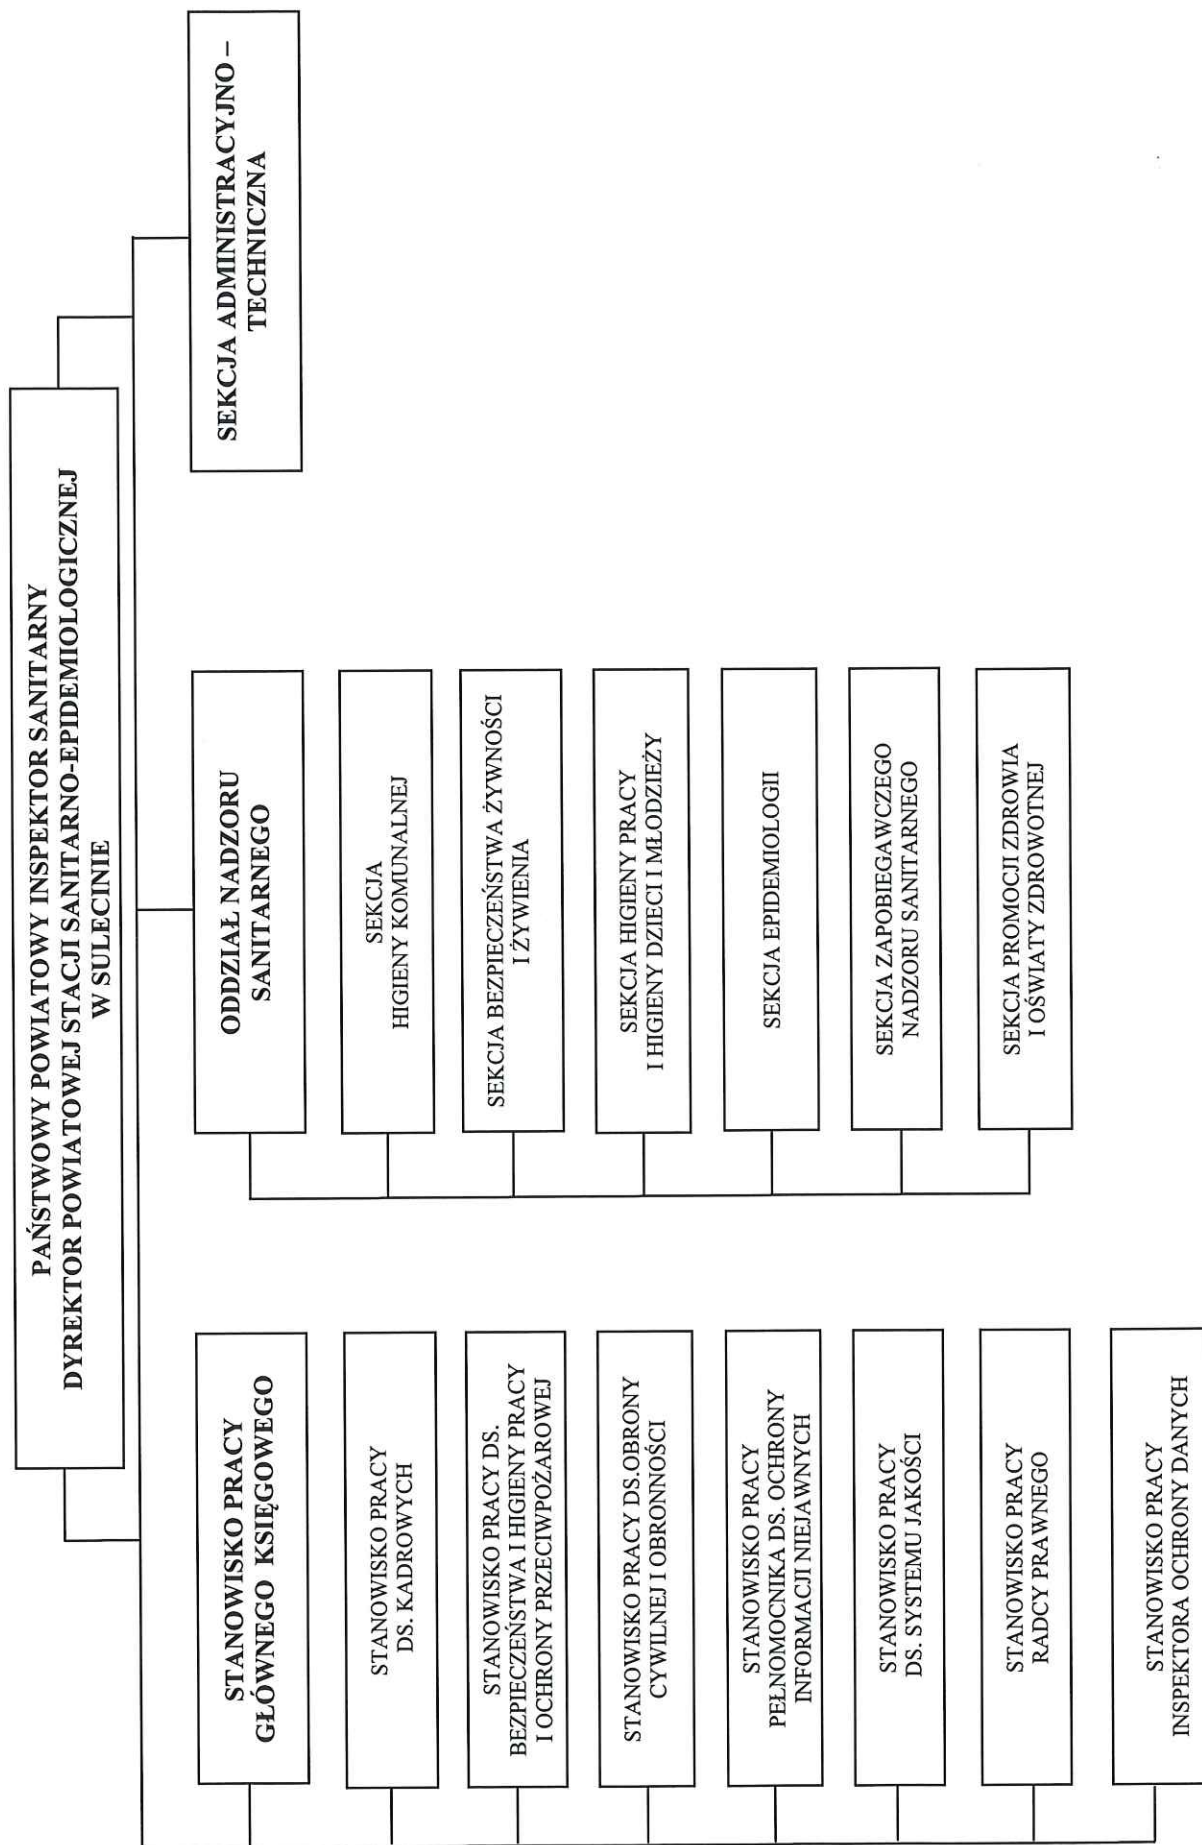 PAŃSTWOWY POWIATOWY INSPEKTOR SANITARNY
DYREKTOR POWIATOWEJ STACJI SANITARNO-EPIDEMIOLOGICZNEJ
W SULECINIE
STANOWISKO PRACY
GŁÓWNEGO KSIĘGOWEGO
STANOWISKO PRACY
DS. KADROWYCH
STANOWISKO PRACY DS.
BEZPIECZEŃSTWA I HIGIENY PRACY
I OCHRONY PRZECIWPOŻAROWEJ
STANOWISKO PRACY DS.OBRONY
CYWILNEJ I OBRONNOŚCI
STANOWISKO PRACY
PEŁNOMOCNIKA DS. OCHRONY
INFORMACJI NIEJAWNYCH
STANOWISKO PRACY
DS. SYSTEMU JAKOŚCI
STANOWISKO PRACY
RADCY PRAWNEGO
STANOWISKO PRACY
INSPEKTORA OCHRONY DANYCH
ODDZIAŁ NADZORU
SANITARNEGO
SEKCJA
HIGIENY KOMUNALNEJ
SEKCJA BEZPIECZEŃSTWA ŻYWNOŚCI
I ŻYWIENIA
SEKCJA HIGIENY PRACY
I HIGIENY DZIECI I MŁODZIEŻY
SEKCJA EPIDEMIOLOGII
SEKCJA ZAPOBIEGAWCZEGO
NADZORU SANITARNEGO
SEKCJA PROMOCJI ZDROWIA
I OŚWIATY ZDROWOTNEJ
SEKCJA ADMINISTRACYJNO –
TECHNICZNA